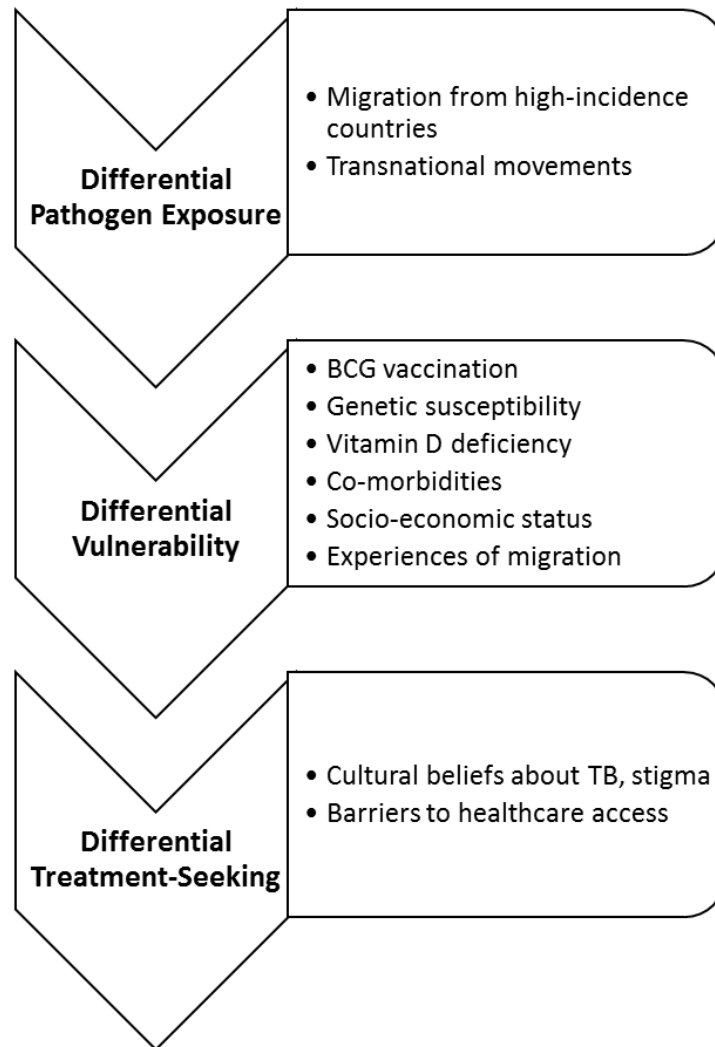 Differential
Pathogen Exposure
• Migration from high-incidence
countries
• Transnational movements
Differential
Vulnerability
• BCG vaccination
• Genetic susceptibility
• Vitamin D deficiency
• Co-morbidities
• Socio-economic status
• Experiences of migration
Differential
Treatment-Seeking
• Cultural beliefs about TB, stigma
• Barriers to healthcare access